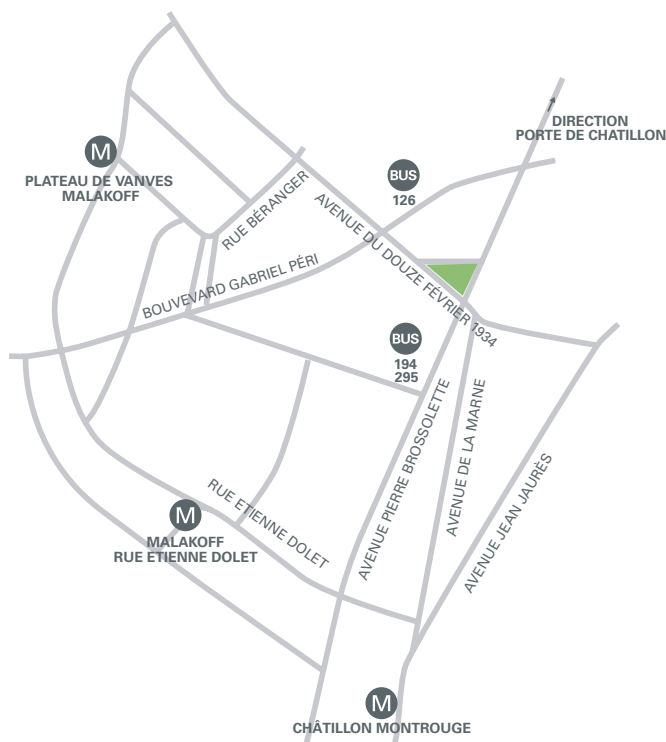 DIRECTION
PORTE DE CHATILLON
M
PLATEAU DE VANVES
MALAKOFF
BUS
126
RUE BÉRANGER
AVENUE DU DOUZE FÉVRIER 1934
BOUVEVARD GABRIEL PÉRI
BUS
194
295
AVENUE PIERRE BROSSOLETTE
AVENUE DE LA MARNE
AVENUE JEAN JAURÈS
RUE ETIENNE DOLET
M
MALAKOFF
RUE ETIENNE DOLET
M
CHÂTILLON MONTROUGE